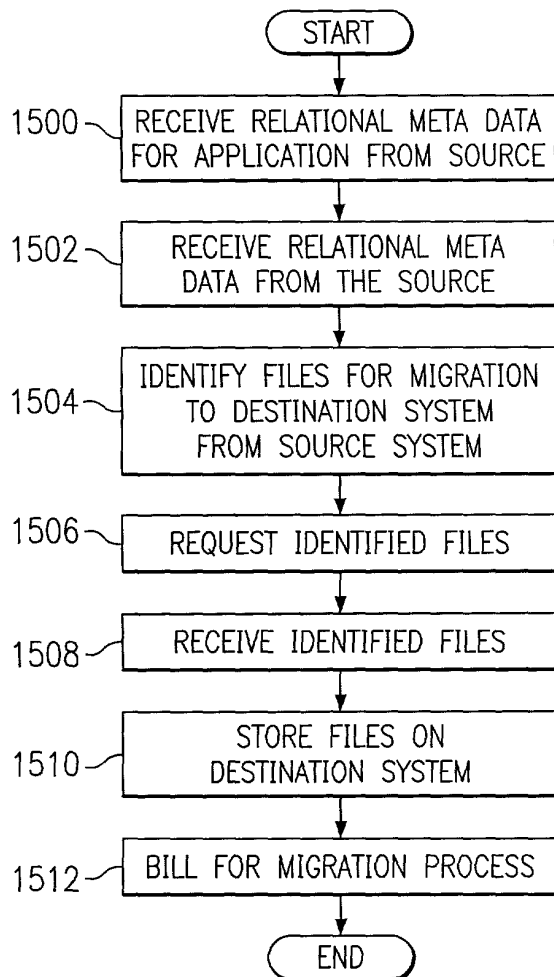 START
1500
RECEIVE RELATIONAL META DATA
FOR APPLICATION FROM SOURCE
1502
RECEIVE RELATIONAL META
DATA FROM THE SOURCE
1504
IDENTIFY FILES FOR MIGRATION
TO DESTINATION SYSTEM
FROM SOURCE SYSTEM
1506
REQUEST IDENTIFIED FILES
1508
RECEIVE IDENTIFIED FILES
1510
STORE FILES ON
DESTINATION SYSTEM
1512
BILL FOR MIGRATION PROCESS
END